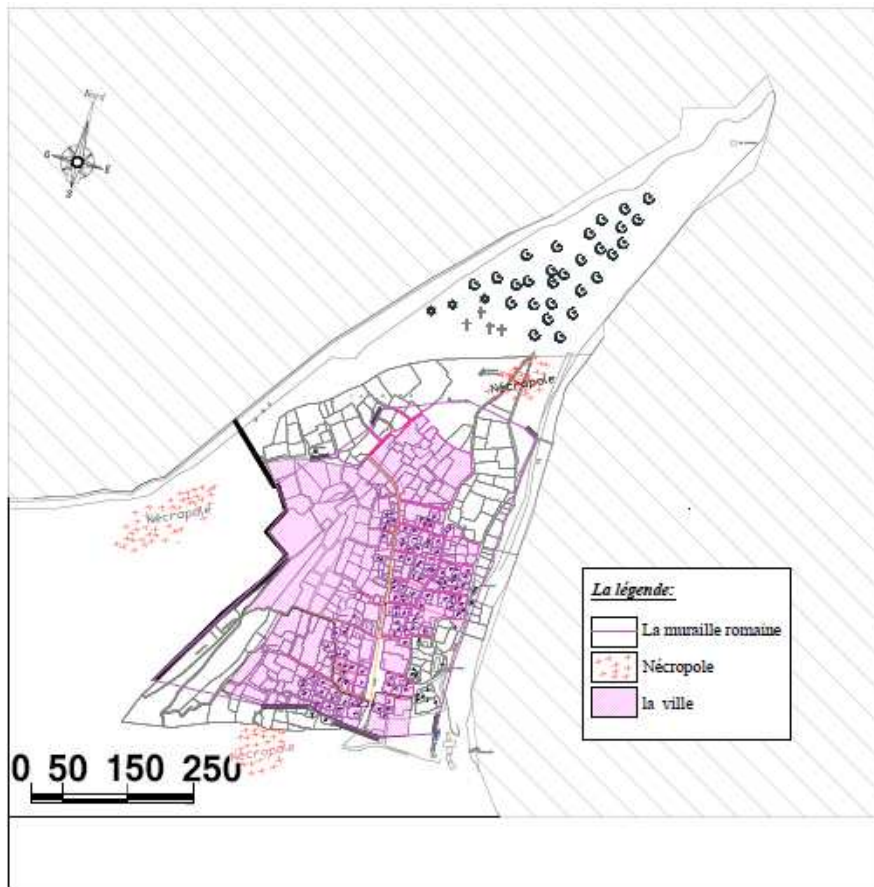 Nord
O
E
S
Nécropole
Nécropole
Nécropole
La légende:
La muraille romaine
Nécropole
la ville
0 50 150 250